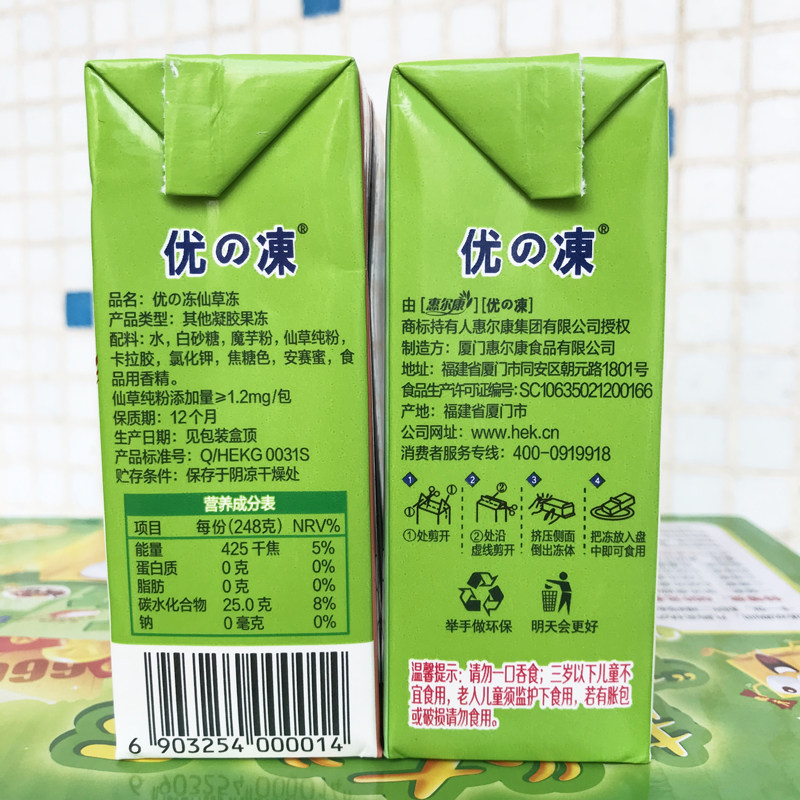 优の凍®
品名：优の冻仙草冻
产品类型：其他凝胶果冻
配料：水，白砂糖，魔芋粉，仙草纯粉，
卡拉胶，氯化钾，焦糖色，安赛蜜，食
品用香精。
仙草纯粉添加量≥1.2mg/包
保质期：12个月
生产日期：见包装盒顶
产品标准号：Q/HEKG 0031S
贮存条件：保存于阴凉干燥处
营养成分表
项目 每份(248克) NRV%
能量 425千焦 5%
蛋白质 0克 0%
脂肪 0克 0%
碳水化合物 25.0克 8%
钠 0毫克 0%
6 903254 000014
优の凍®
由[惠尔康][优の凍]
商标持有人惠尔康集团有限公司授权
制造方：厦门惠尔康食品有限公司
地址：福建省厦门市同安区朝元路1801号
食品生产许可证编号:SC10635021200166
产地：福建省厦门市
公司网址：www.hek.cn
消费者服务专线：400-0919918
1 2 3 4
① ① ②
①处剪开 ②处沿 挤压侧面 把冻放入盘
虚线剪开 倒出冻体 中即可食用
举手做环保 明天会更好
温馨提示：请勿一口吞食；三岁以下儿童不
宜食用，老人儿童须监护下食用，若有胀包
或破损请勿食用。